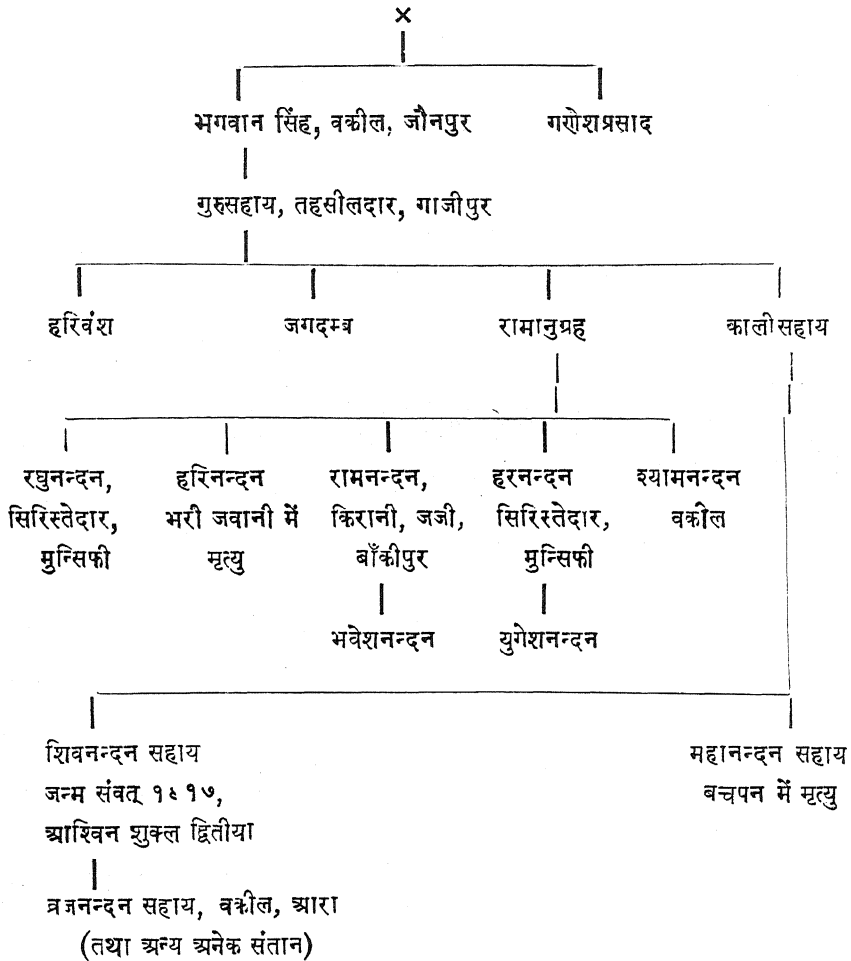 ×
भगवान सिंह, वकील, जौनपुर गणेशप्रसाद
गुरुसहाय, तहसीलदार, गाजीपुर
हरिवंश जगदम्ब रामानुग्रह कालीसहाय
रघुनन्दन, हरिनन्दन रामनन्दन, हरनन्दन श्यामनन्दन
सिरिस्तेदार, भरी जवानी में किरानी, जजी, सिरिस्तेदार, वकील
मुन्सिफी मृत्यु बाँकीपुर मुन्सिफी
भवेशनन्दन युगेशनन्दन
शिवनन्दन सहाय महानन्दन सहाय
जन्म संवत् १९१७, बचपन में मृत्यु
आश्विन शुक्ल द्वितीया
व्रजनन्दन सहाय, वकील, आरा
(तथा अन्य अनेक संतान)